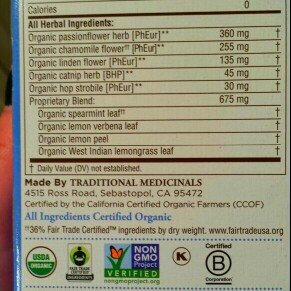 Calories 0
All Herbal Ingredients:
Organic passionflower herb [PhEur]** 360 mg †
Organic chamomile flower†† [PhEur]** 255 mg †
Organic linden flower [PhEur]** 135 mg †
Organic catnip herb [BHP]** 45 mg †
Organic hop strobile [PhEur]** 30 mg †
Proprietary Blend: 675 mg
Organic spearmint leaf†† †
Organic lemon verbena leaf †
Organic lemon peel †
Organic West Indian lemongrass leaf †
† Daily Value (DV) not established.
Made By TRADITIONAL MEDICINALS
4515 Ross Road, Sebastopol, CA 95472
Certified by the California Certified Organic Farmers (CCOF)
All Ingredients Certified Organic
††36% Fair Trade Certified™ ingredients by dry weight. www.fairtradeusa.org
USDA
ORGANIC
FAIR TRADE
CERTIFIED
NON
GMO
Project
VERIFIED
nongmoproject.org
K
Certified
B
Corporation